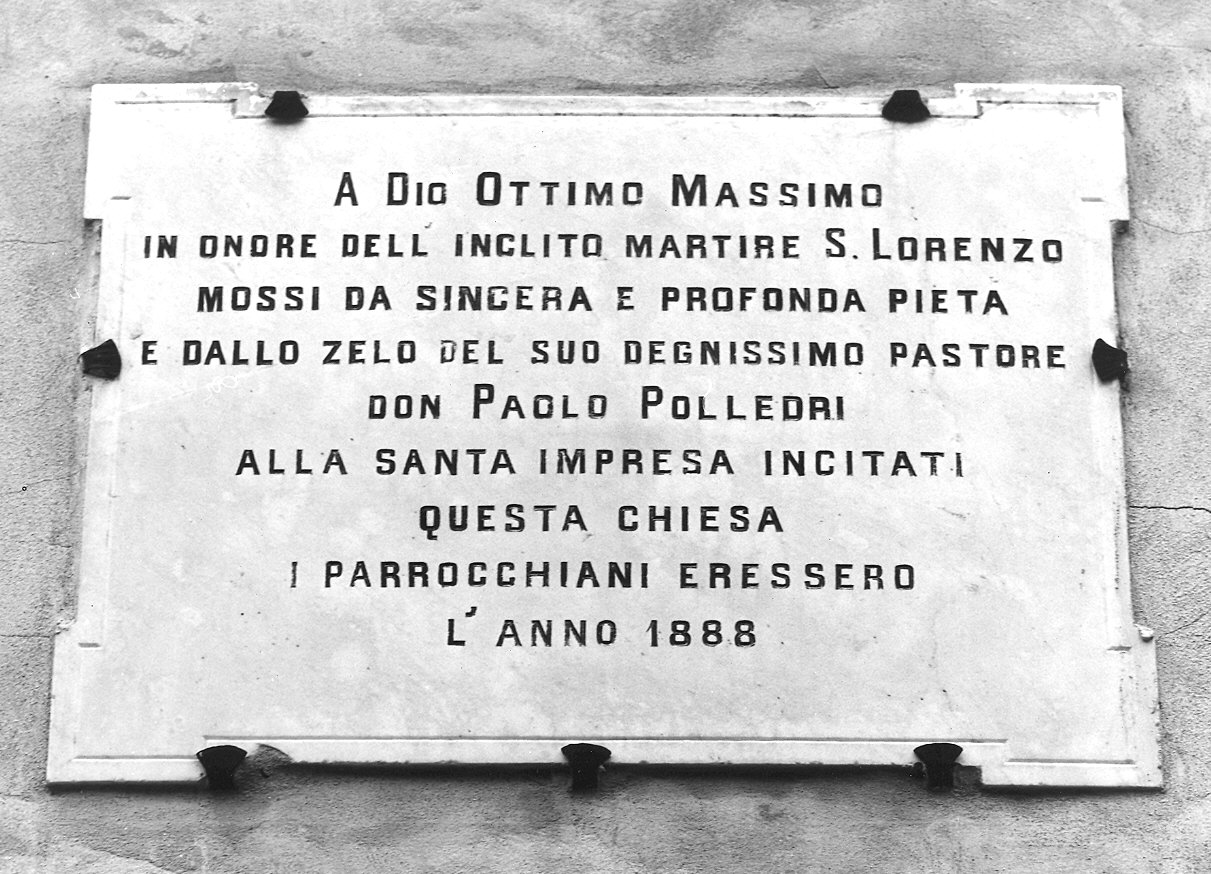 A DIO OTTIMO MASSIMO
IN ONORE DELL' INCLITO MARTIRE S. LORENZO
MOSSI DA SINCERA E PROFONDA PIETA
E DALLO ZELO DEL SUO DEGNISSIMO PASTORE
DON PAOLO POLLEDRI
ALLA SANTA IMPRESA INCITATI
QUESTA CHIESA
I PARROCCHIANI ERESSERO
L' ANNO 1888